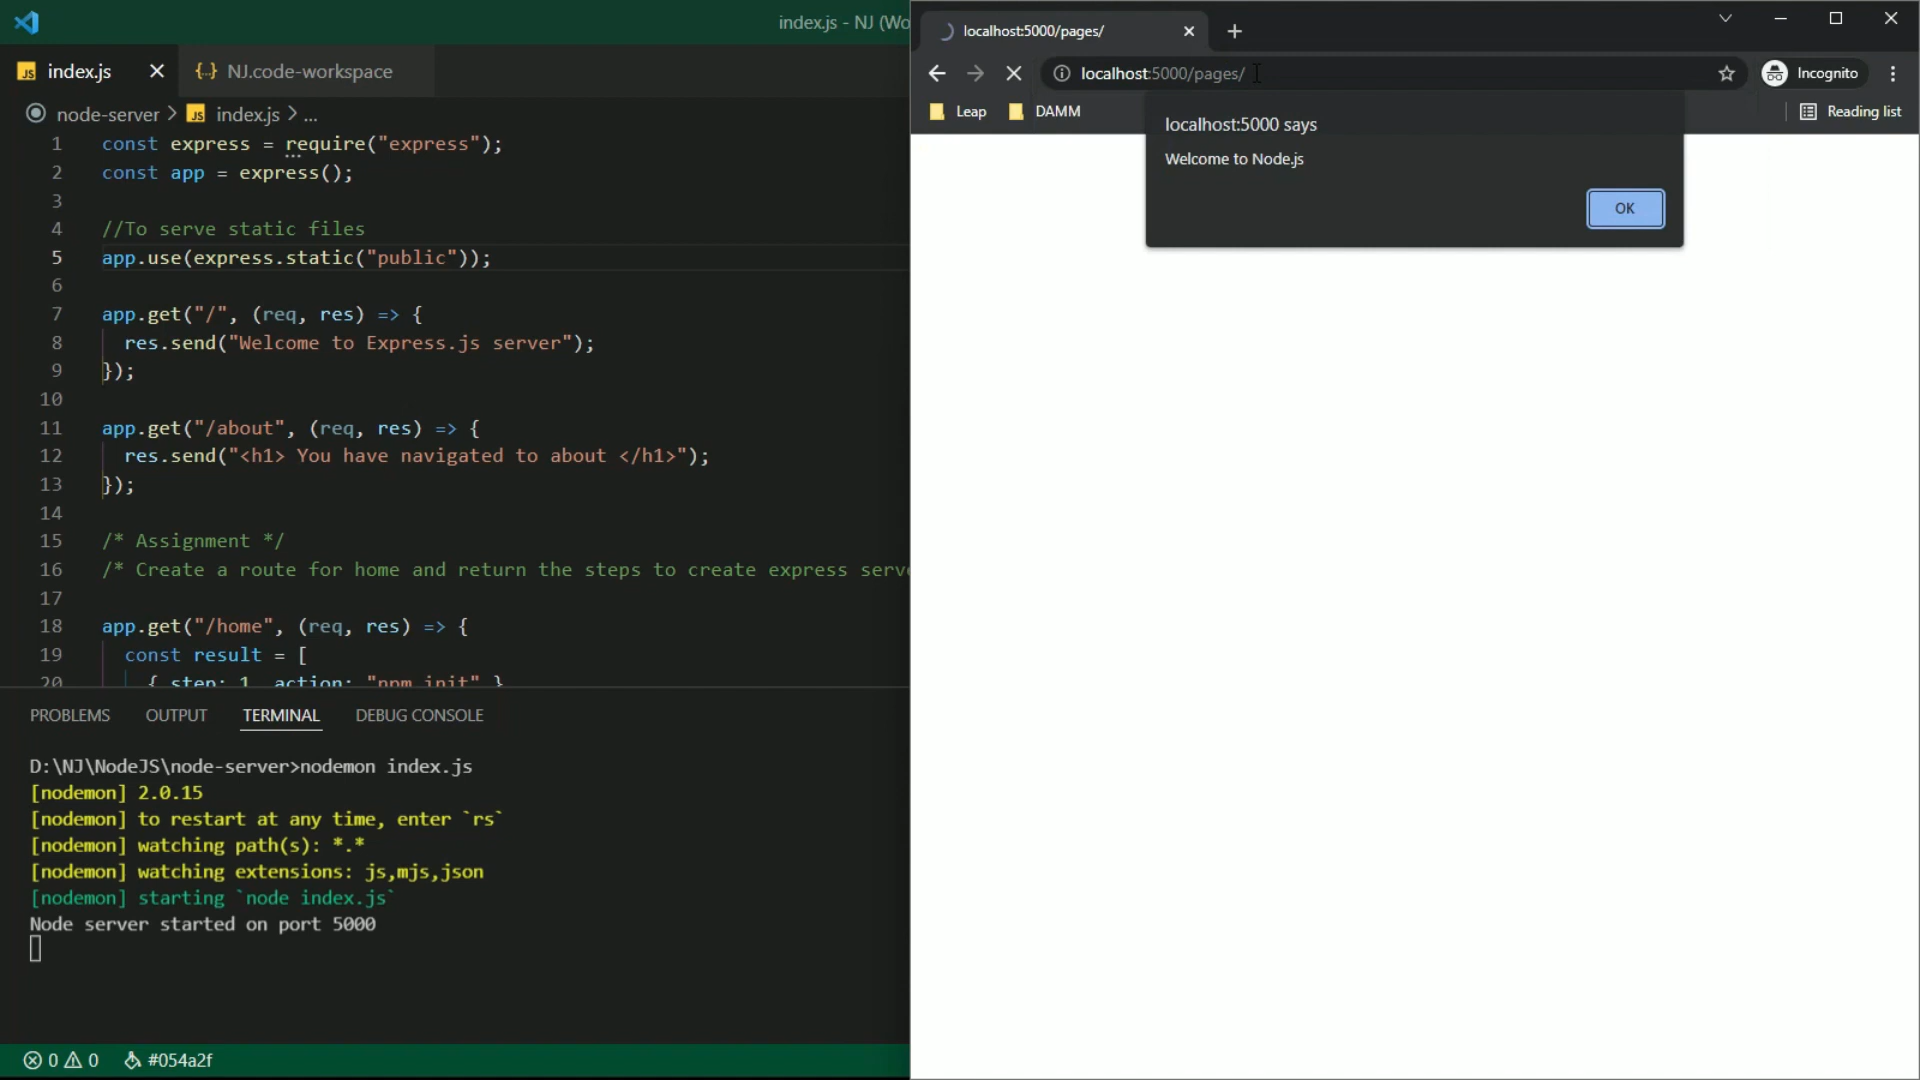 index.js - NJ (Wo
index.js
NJ.code-workspace
node-server > index.js > ...
1 const express = require("express");
2 const app = express();
3
4 //To serve static files
5 app.use(express.static("public"));
6
7 app.get("/", (req, res) => {
8 res.send("Welcome to Express.js server");
9 });
10
11 app.get("/about", (req, res) => {
12 res.send("<h1> You have navigated to about </h1>");
13 });
14
15 /* Assignment */
16 /* Create a route for home and return the steps to create express serve
17
18 app.get("/home", (req, res) => {
19 const result = [
20 { step: 1, action: "npm init" }
PROBLEMS OUTPUT TERMINAL DEBUG CONSOLE
D:\NJ\NodeJS\node-server>nodemon index.js
[nodemon] 2.0.15
[nodemon] to restart at any time, enter `rs`
[nodemon] watching path(s): *.*
[nodemon] watching extensions: js,mjs,json
[nodemon] starting `node index.js`
Node server started on port 5000
0 0 #054a2f
localhost:5000/pages/
localhost:5000/pages/
Incognito
Leap DAMM
Reading list
localhost:5000 says
Welcome to Node.js
OK